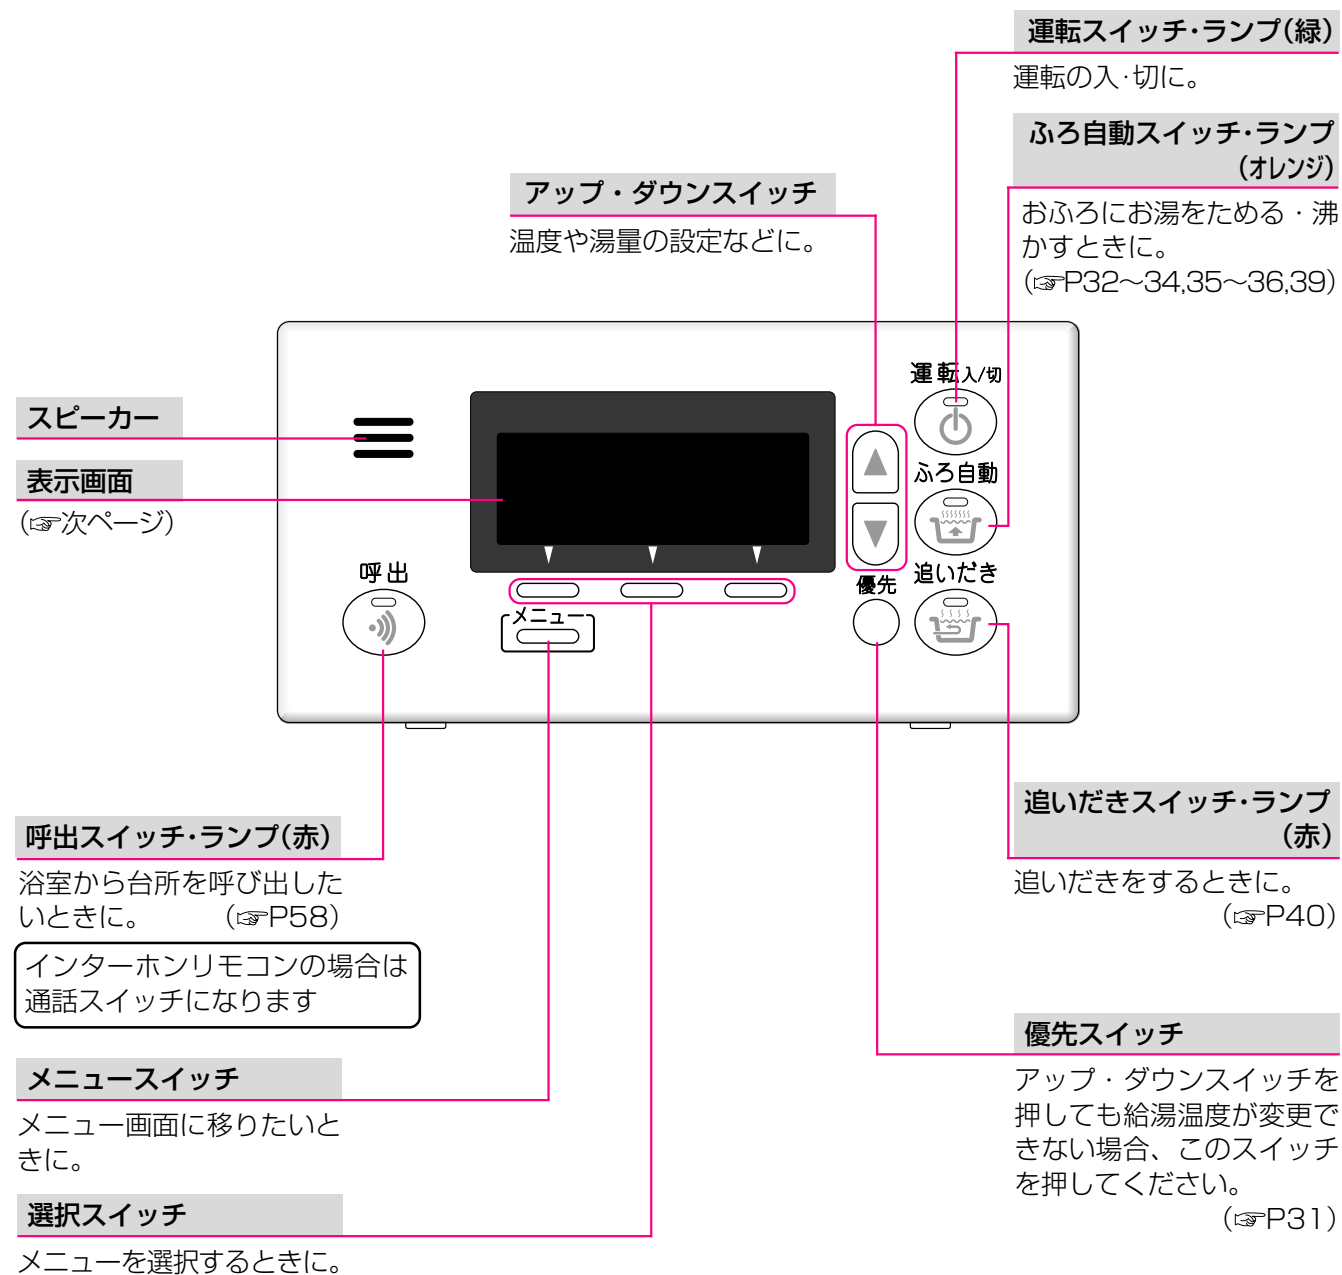 運転スイッチ・ランプ(緑)
運転の入・切に。
ふろ自動スイッチ・ランプ
(オレンジ)
おふろにお湯をためる・沸
かすときに。
(☞P32〜34,35〜36,39)
アップ・ダウンスイッチ
温度や湯量の設定などに。
スピーカー
表示画面
(☞次ページ)
運転入/切
ふろ自動
追いだき
優先
呼出
メニュー
呼出スイッチ・ランプ(赤)
浴室から台所を呼び出した
いときに。 (☞P58)
インターホンリモコンの場合は
通話スイッチになります
メニュースイッチ
メニュー画面に移りたいと
きに。
選択スイッチ
メニューを選択するときに。
追いだきスイッチ・ランプ
(赤)
追いだきをするときに。
(☞P40)
優先スイッチ
アップ・ダウンスイッチを
押しても給湯温度が変更で
きない場合、このスイッチ
を押してください。
(☞P31)